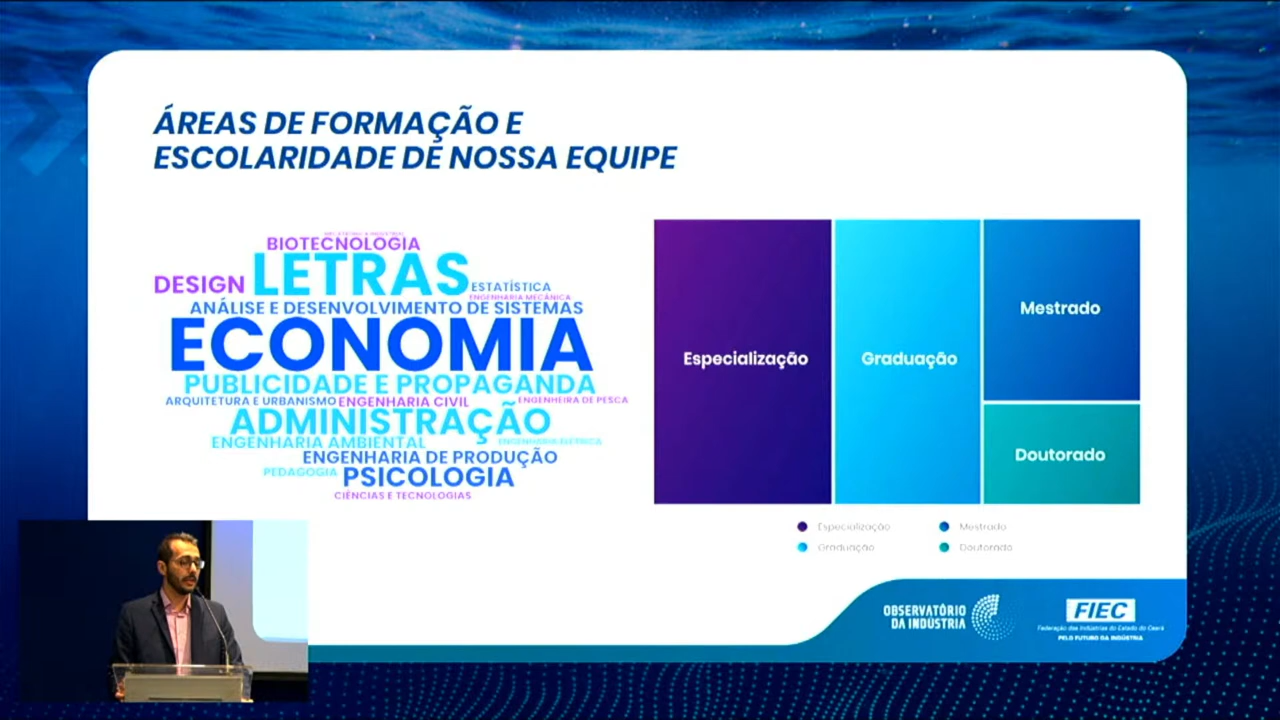 ÁREAS DE FORMAÇÃO E
ESCOLARIDADE DE NOSSA EQUIPE
BIOTECNOLOGIA
DESIGN LETRAS ESTATÍSTICA
ENGENHARIA MECÂNICA
ANÁLISE E DESENVOLVIMENTO DE SISTEMAS
ECONOMIA
PUBLICIDADE E PROPAGANDA
ARQUITETURA E URBANISMO ENGENHARIA CIVIL ENGENHEIRA DE PESCA
ADMINISTRAÇÃO
ENGENHARIA AMBIENTAL ENGENHARIA ELÉTRICA
ENGENHARIA DE PRODUÇÃO
PEDAGOGIA PSICOLOGIA
CIÊNCIAS E TECNOLOGIAS
Especialização
Graduação
Mestrado
Doutorado
Especialização Mestrado
Graduação Doutorado
OBSERVATÓRIO
DA INDÚSTRIA
FIEC
Federação das Indústrias do Estado do Ceará
PELO FUTURO DA INDÚSTRIA